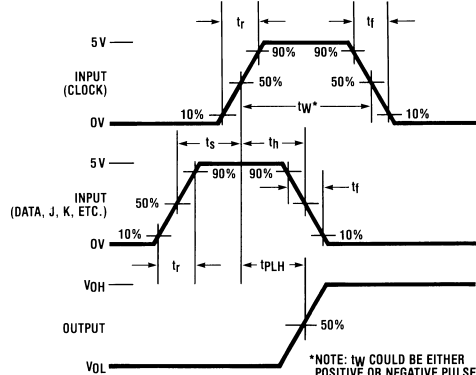 tr
tf
5V
90%
90%
INPUT
(CLOCK)
50%
50%
tW*
10%
10%
0V
ts
th
5V
90%
90%
tf
INPUT
(DATA, J, K, ETC.)
50%
10%
10%
0V
tr
tPLH
VOH
OUTPUT
50%
VOL
*NOTE: tW COULD BE EITHER
POSITIVE OR NEGATIVE PULSE